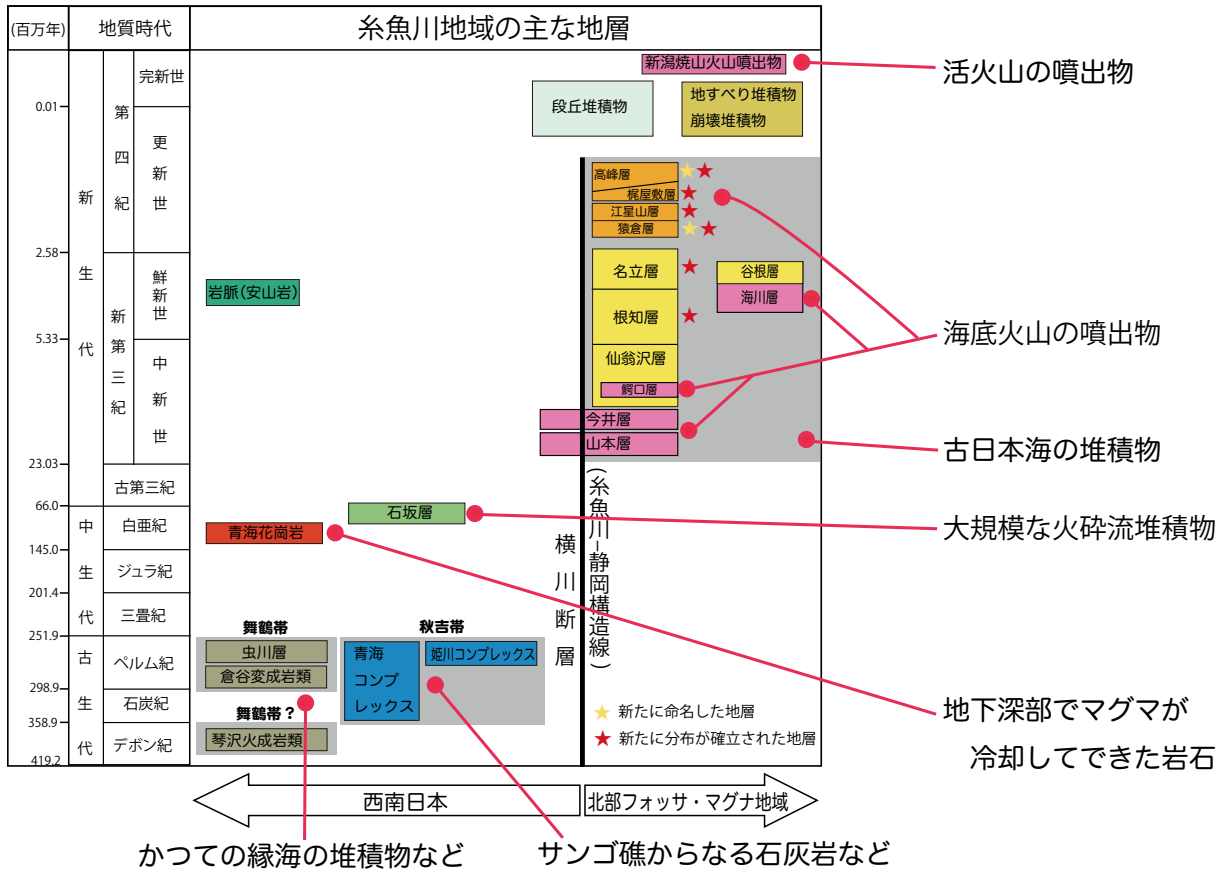 (百万年)
地質時代
糸魚川地域の主な地層
0.01
2.58
5.33
23.03
66.0
145.0
201.4
251.9
298.9
358.9
419.2
新生代
中生代
古生代
第四紀
新第三紀
古第三紀
完新世
更新世
鮮新世
中新世
白亜紀
ジュラ紀
三畳紀
ペルム紀
石炭紀
デボン紀
新潟焼山火山噴出物
段丘堆積物
地すべり堆積物
崩壊堆積物
高峰層
梶屋敷層
江星山層
猿倉層
名立層
根知層
仙翁沢層
鰐口層
今井層
山本層
谷根層
海川層
岩脈(安山岩)
石坂層
青海花崗岩
舞鶴帯
虫川層
倉谷変成岩類
舞鶴帯?
琴沢火成岩類
秋吉帯
青海
コンプ
レックス
姫川コンプレックス
横川断層
(糸魚川-静岡構造線)
★ 新たに命名した地層
★ 新たに分布が確立された地層
西南日本
北部フォッサ・マグナ地域
活火山の噴出物
海底火山の噴出物
古日本海の堆積物
大規模な火砕流堆積物
地下深部でマグマが
冷却してできた岩石
かつての縁海の堆積物など
サンゴ礁からなる石灰岩など